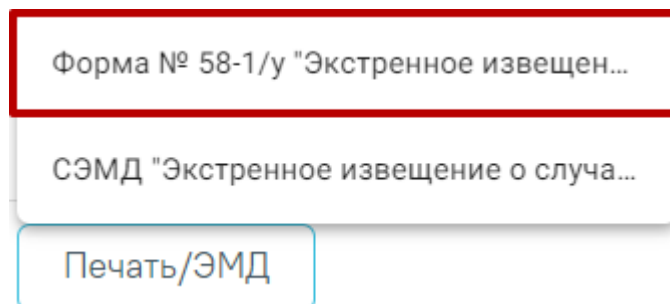 Форма № 58-1/у "Экстренное извещен...
СЭМД "Экстренное извещение о случа...
Печать/ЭМД